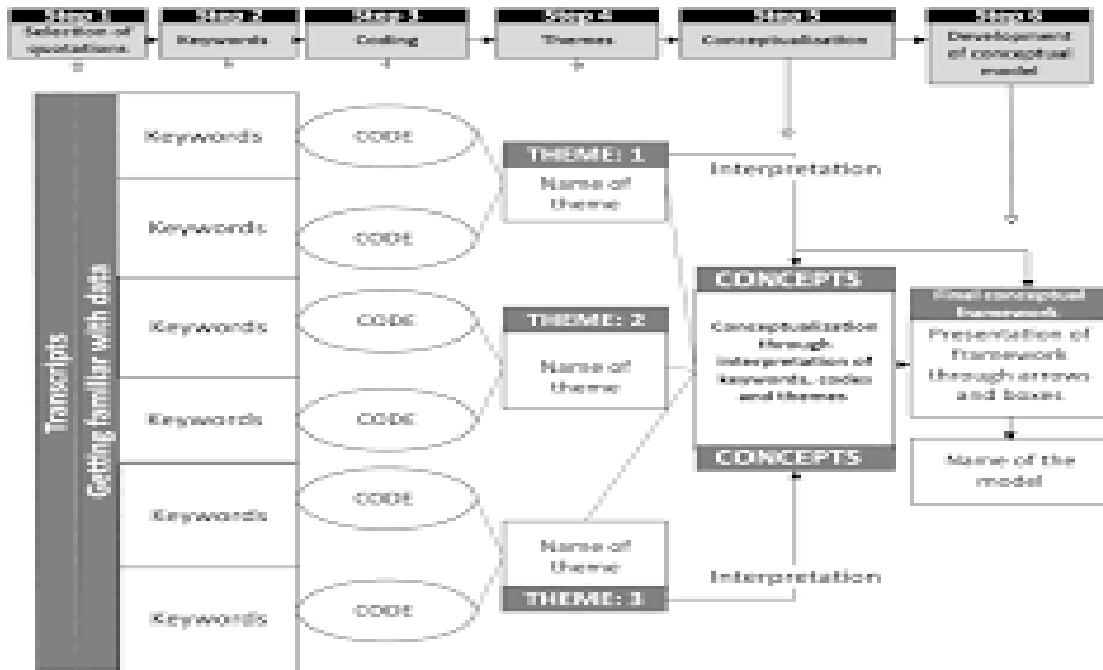 Step 1
Selection of
quotations
Step 2
Keywords
Step 3
Coding
Step 4
Themes
Step 5
Conceptualization
Step 6
Development
of conceptual
model
Transcripts
Getting familiar with data
Keywords
Keywords
Keywords
Keywords
Keywords
Keywords
CODE
CODE
CODE
CODE
CODE
CODE
THEME: 1
Name of
theme
THEME: 2
Name of
theme
Name of
theme
THEME: 3
Interpretation
CONCEPTS
Conceptualization
through
interpretation of
keywords, codes
and themes
CONCEPTS
Interpretation
Final conceptual
framework
Presentation of
framework
through arrows
and boxes
Name of the
model